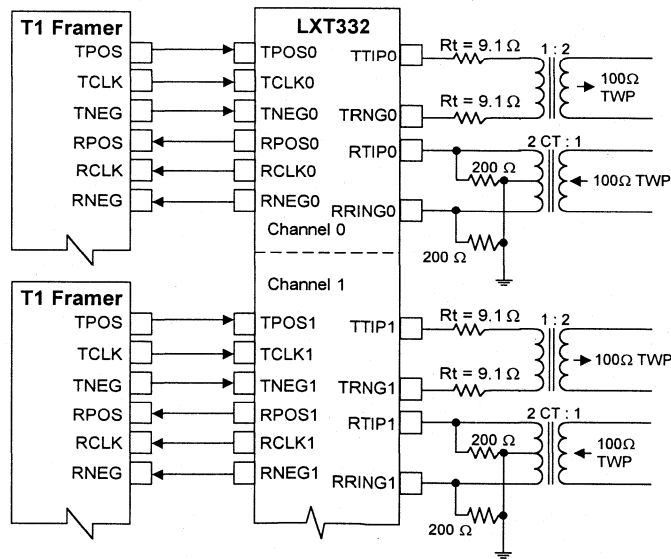 T1 Framer
TPOS
TCLK
TNEG
RPOS
RCLK
RNEG
LXT332
TPOS0
TCLK0
TNEG0
RPOS0
RCLK0
RNEG0
TTIP0
TRNG0
RTIP0
RRING0
Channel 0
Rt = 9.1 Ω
Rt = 9.1 Ω
1 : 2
100Ω
TWP
2 CT : 1
200 Ω
100Ω
TWP
200 Ω
T1 Framer
TPOS
TCLK
TNEG
RPOS
RCLK
RNEG
Channel 1
TPOS1
TCLK1
TNEG1
RPOS1
RCLK1
RNEG1
TTIP1
TRNG1
RTIP1
RRING1
Rt = 9.1 Ω
Rt = 9.1 Ω
1 : 2
100Ω TWP
2 CT : 1
200 Ω
100Ω
TWP
200 Ω